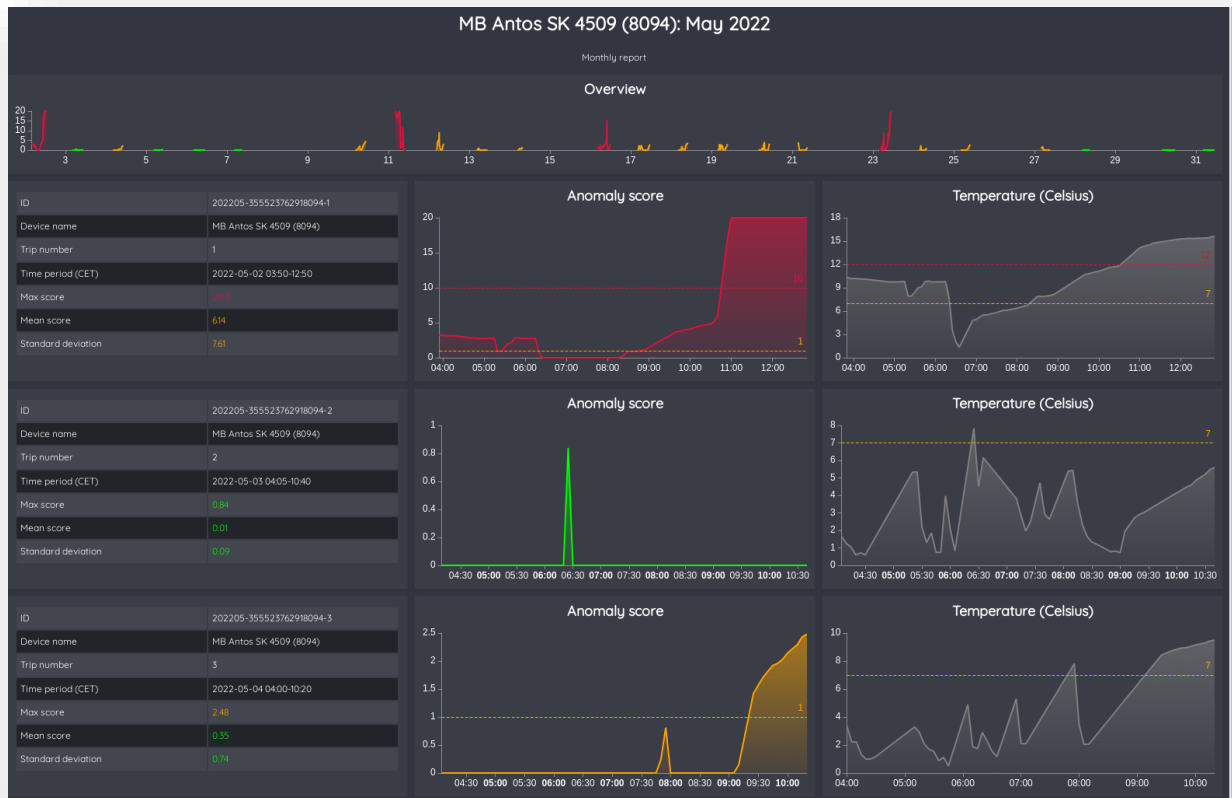 MB Antos SK 4509 (8094): May 2022
Monthly report
Overview
20
15
10
5
0
3 5 7 9 11 13 15 17 19 21 23 25 27 29 31
ID 202205-355523762918094-1
Device name MB Antos SK 4509 (8094)
Trip number 1
Time period (CET) 2022-05-02 03:50-12:50
Max score
Mean score 6.14
Standard deviation 7.61
Anomaly score
20
10
5
0
10
1
04:00 05:00 06:00 07:00 08:00 09:00 10:00 11:00 12:00
Temperature (Celsius)
18
15
12
9
6
3
0
7
04:00 05:00 06:00 07:00 08:00 09:00 10:00 11:00 12:00
ID 202205-355523762918094-2
Device name MB Antos SK 4509 (8094)
Trip number 2
Time period (CET) 2022-05-03 04:05-10:40
Max score 0.84
Mean score 0.01
Standard deviation 0.09
Anomaly score
1
0.8
0.6
0.4
0.2
0
04:30 05:00 05:30 06:00 06:30 07:00 07:30 08:00 08:30 09:00 09:30 10:00 10:30
Temperature (Celsius)
8
7
6
5
4
3
2
1
0
7
04:30 05:00 05:30 06:00 06:30 07:00 07:30 08:00 08:30 09:00 09:30 10:00 10:30
ID 202205-355523762918094-3
Device name MB Antos SK 4509 (8094)
Trip number 3
Time period (CET) 2022-05-04 04:00-10:20
Max score 2.48
Mean score 0.35
Standard deviation 0.74
Anomaly score
2.5
2
1.5
1
0.5
0
1
04:30 05:00 05:30 06:00 06:30 07:00 07:30 08:00 08:30 09:00 09:30 10:00
Temperature (Celsius)
10
8
6
4
2
0
7
04:00 05:00 06:00 07:00 08:00 09:00 10:00